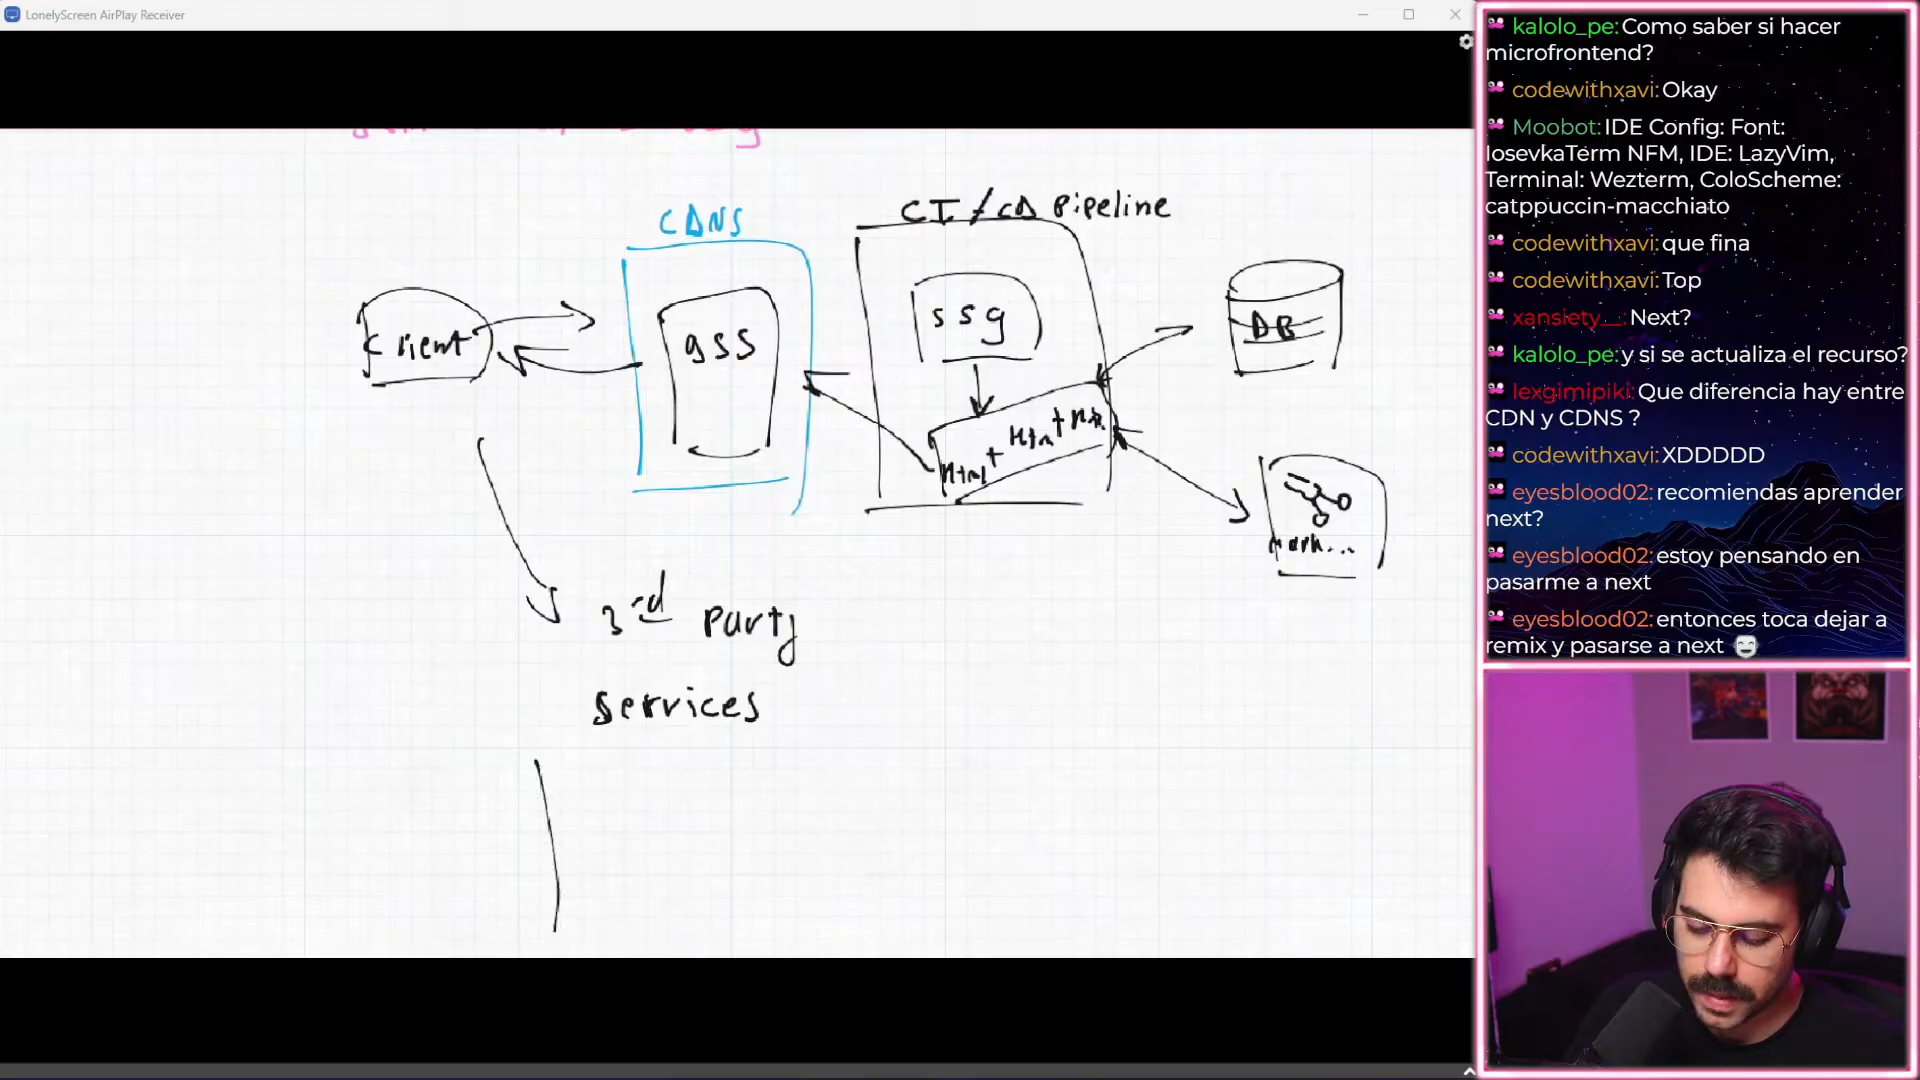 LonelyScreen AirPlay Receiver
CDNS
CI/CD Pipeline
Client
gss
ssg
DB
Html + Html +
3rd party
services
kalolo_pe: Como saber si hacer
microfrontend?
codewithxavi: Okay
Moobot: IDE Config: Font:
IosevkaTerm NFM, IDE: LazyVim,
Terminal: Wezterm, ColoScheme:
catppuccin-macchiato
codewithxavi: que fina
codewithxavi: Top
xansiety__: Next?
kalolo_pe: y si se actualiza el recurso?
lexgimipiki: Que diferencia hay entre
CDN y CDNS ?
codewithxavi: XDDDDD
eyesblood02: recomiendas aprender
next?
eyesblood02: estoy pensando en
pasarme a next
eyesblood02: entonces toca dejar a
remix y pasarse a next